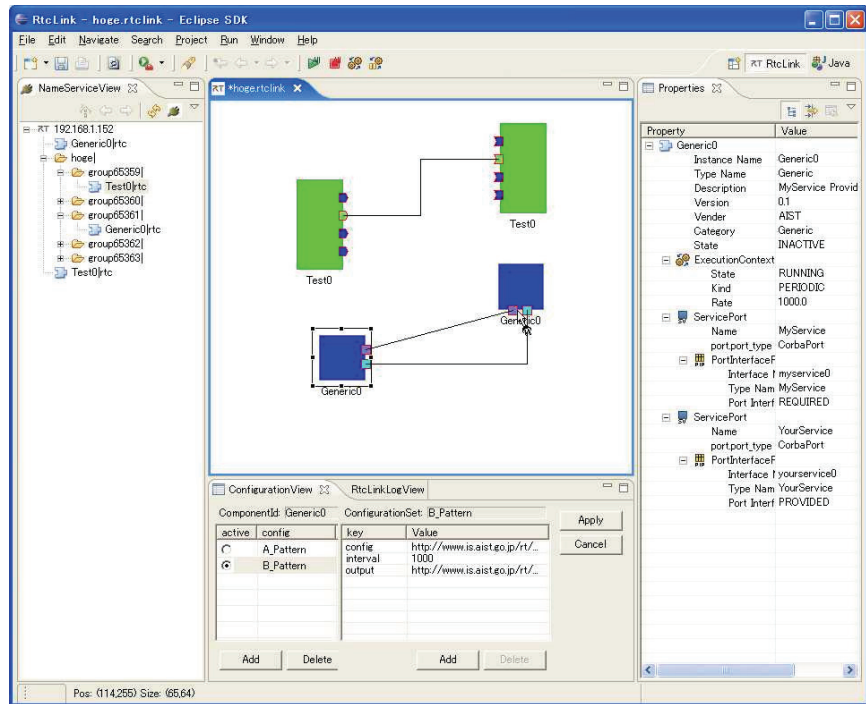 RtcLink - hoge.rtclink - Eclipse SDK
File Edit Navigate Search Project Run Window Help
RT RtcLink Java
NameServiceView
RT 192.168.1.152
Generic0|rtc
hoge|
group65359|
Test0|rtc
group65360|
group65361|
Generic0|rtc
group65362|
group65363|
Test0|rtc
RT *hoge.rtclink
Test0
Test0
Generic0
Generic0
ConfigurationView RtcLinkLogView
ComponentId: Generic0 ConfigurationSet: B_Pattern
active config
A_Pattern
B_Pattern
key Value
config http://www.is.aist.go.jp/rt/...
interval 1000
output http://www.is.aist.go.jp/rt/...
Apply
Cancel
Add Delete Add Delete
Properties
Property Value
Generic0
Instance Name Generic0
Type Name Generic
Description MyService Provid
Version 0.1
Vender AIST
Category Generic
State INACTIVE
ExecutionContext
State RUNNING
Kind PERIODIC
Rate 1000.0
ServicePort
Name MyService
port.port_type CorbaPort
PortInterfaceF
Interface myservice0
Type Nam MyService
Port Interf REQUIRED
ServicePort
Name YourService
port.port_type CorbaPort
PortInterfaceF
Interface yourservice0
Type Nam YourService
Port Interf PROVIDED
Pos: (114,255) Size: (65,64)